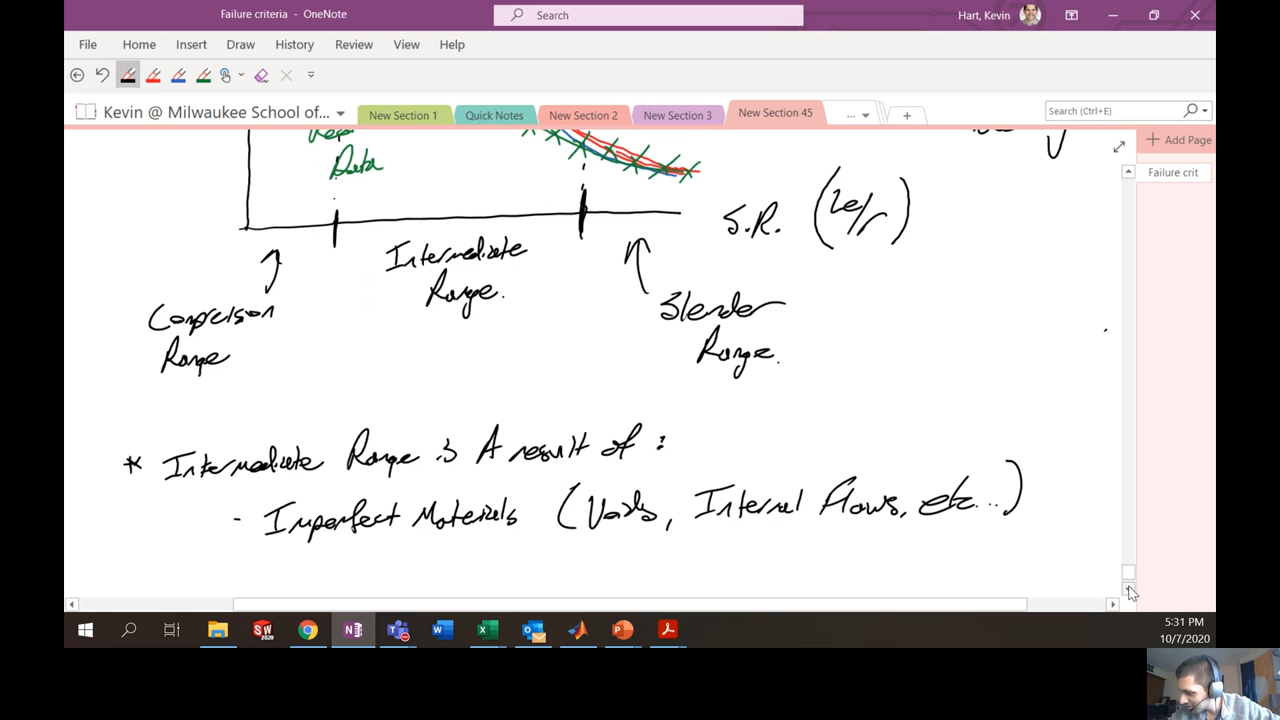 Failure criteria - OneNote
Search
Hart, Kevin
File Home Insert Draw History Review View Help
Kevin @ Milwaukee School of...
New Section 1
Quick Notes
New Section 2
New Section 3
New Section 45
...
Search (Ctrl+E)
Add Page
Failure crit
Data
S.R. (Le/r)
Intermediate
Range.
Compression
Range
Slender
Range.
* Intermediate Range is A result of :
- Imperfect Materials (Voids, Internal Flaws, etc...)
5:31 PM
10/7/2020